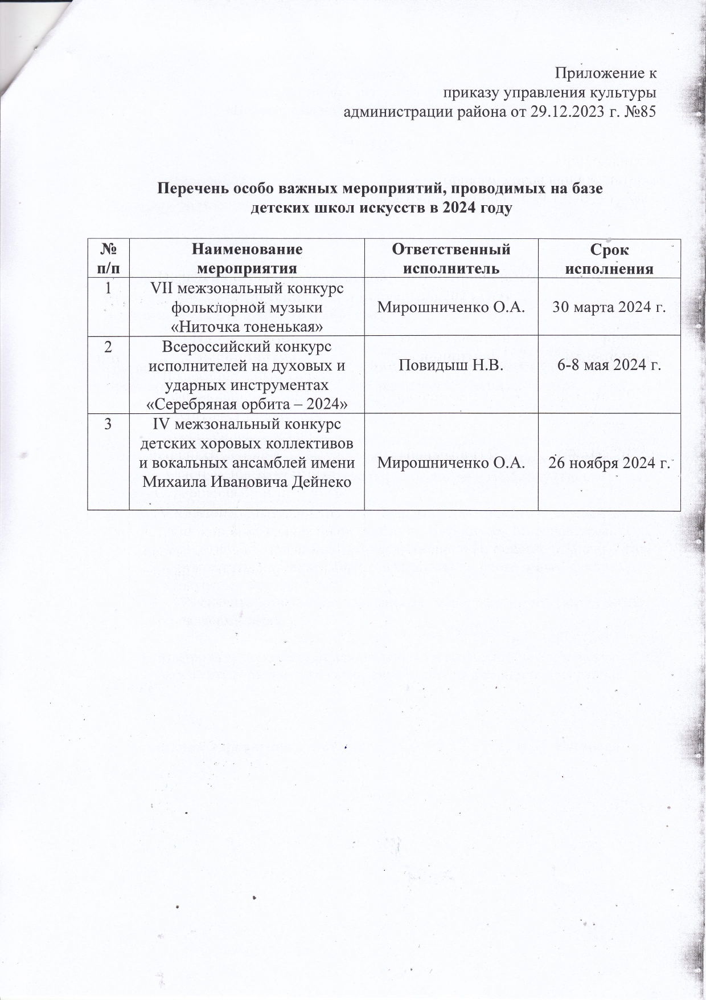 Приложение к
приказу управления культуры
администрации района от 29.12.2023 г. №85
Перечень особо важных мероприятий, проводимых на базе
детских школ искусств в 2024 году
№
п/п
Наименование
мероприятия
Ответственный
исполнитель
Срок
исполнения
1
VII межзональный конкурс
фольклорной музыки
«Ниточка тоненькая»
Мирошниченко О.А.
30 марта 2024 г.
2
Всероссийский конкурс
исполнителей на духовых и
ударных инструментах
«Серебряная орбита – 2024»
Повидыш Н.В.
6-8 мая 2024 г.
3
IV межзональный конкурс
детских хоровых коллективов
и вокальных ансамблей имени
Михаила Ивановича Дейнеко
Мирошниченко О.А.
26 ноября 2024 г.